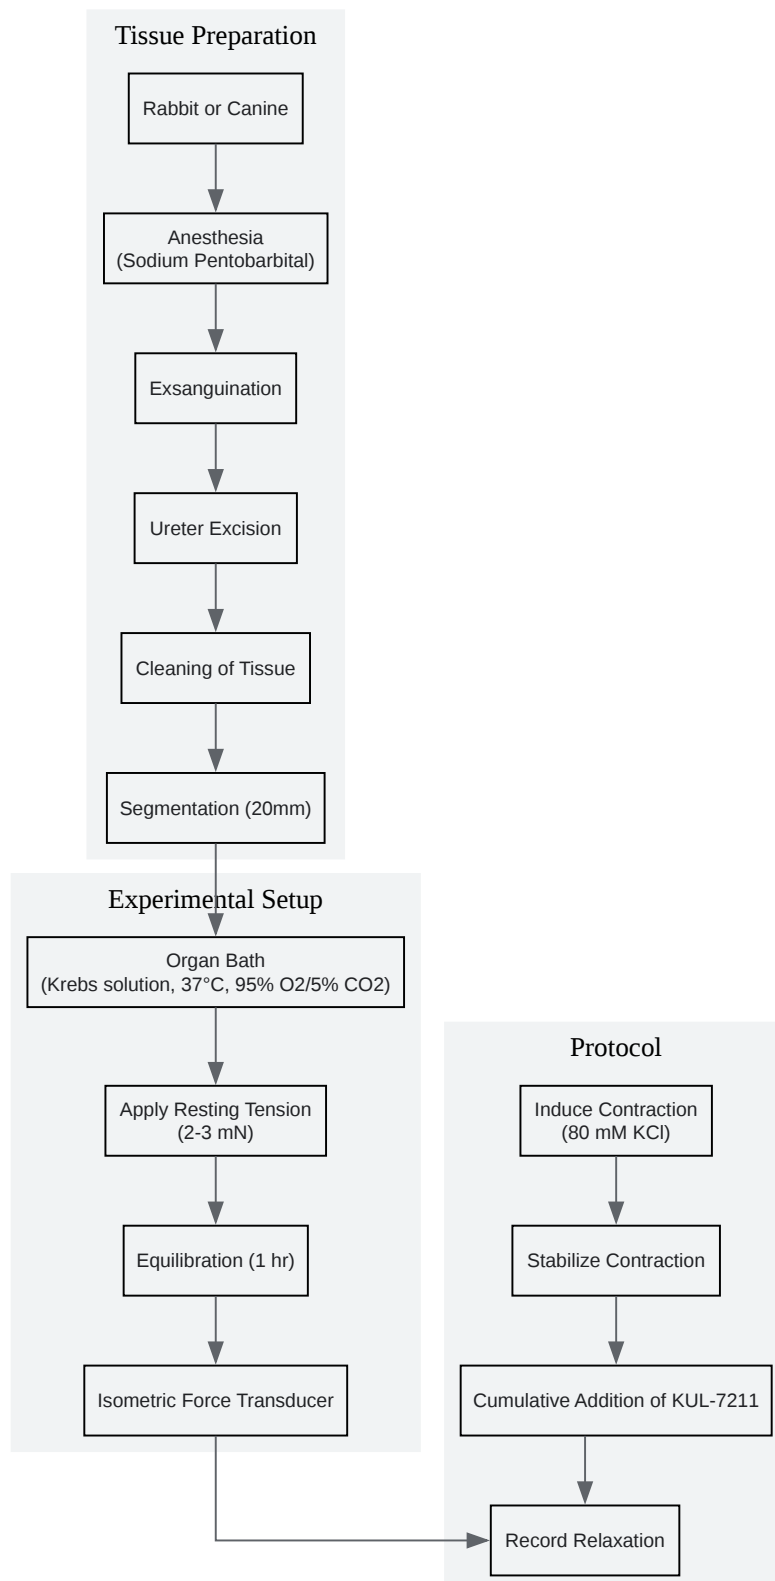 Tissue Preparation
Rabbit or Canine
Anesthesia
(Sodium Pentobarbital)
Exsanguination
Ureter Excision
Cleaning of Tissue
Segmentation (20mm)
Experimental Setup
Organ Bath
(Krebs solution, 37°C, 95% O2/5% CO2)
Apply Resting Tension
(2-3 mN)
Equilibration (1 hr)
Isometric Force Transducer
Protocol
Induce Contraction
(80 mM KCl)
Stabilize Contraction
Cumulative Addition of KUL-7211
Record Relaxation